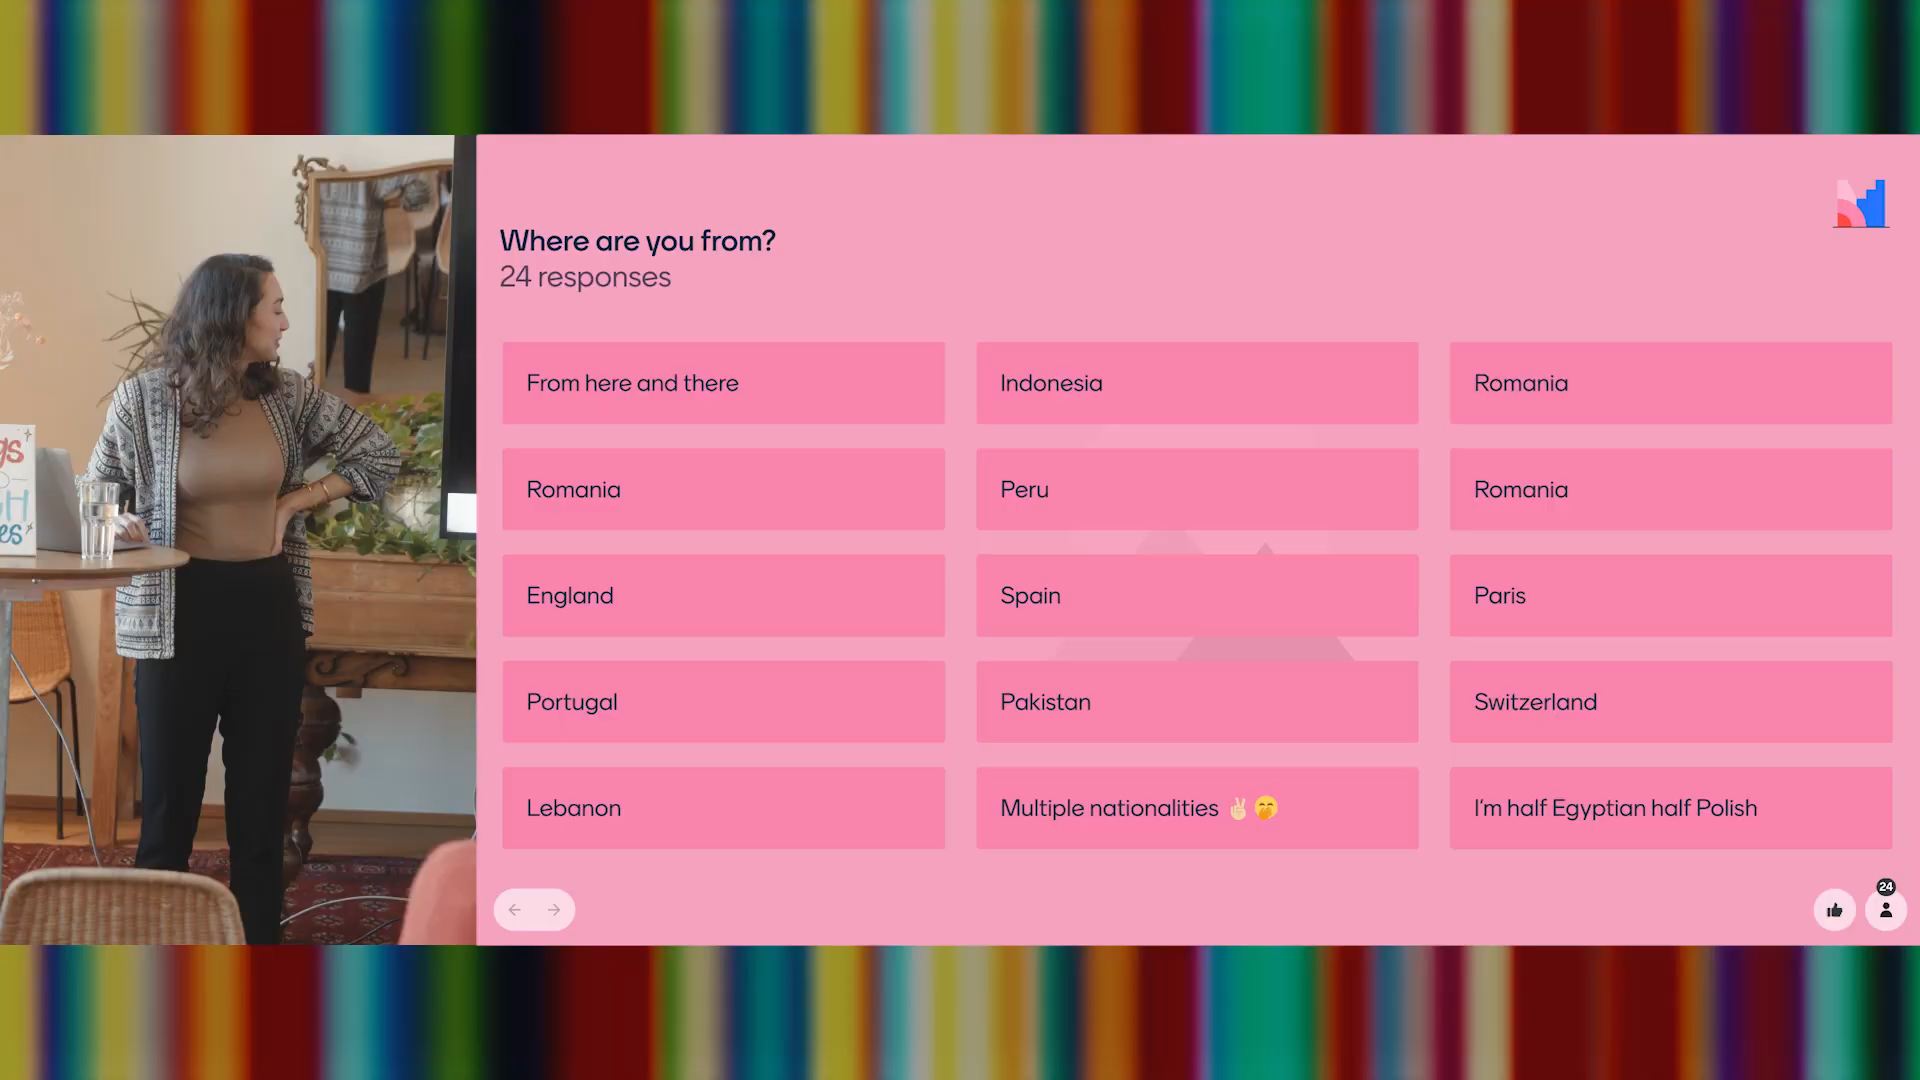 Where are you from?
24 responses
From here and there
Indonesia
Romania
Romania
Peru
Romania
England
Spain
Paris
Portugal
Pakistan
Switzerland
Lebanon
Multiple nationalities ✌🏻🤭
I'm half Egyptian half Polish
24